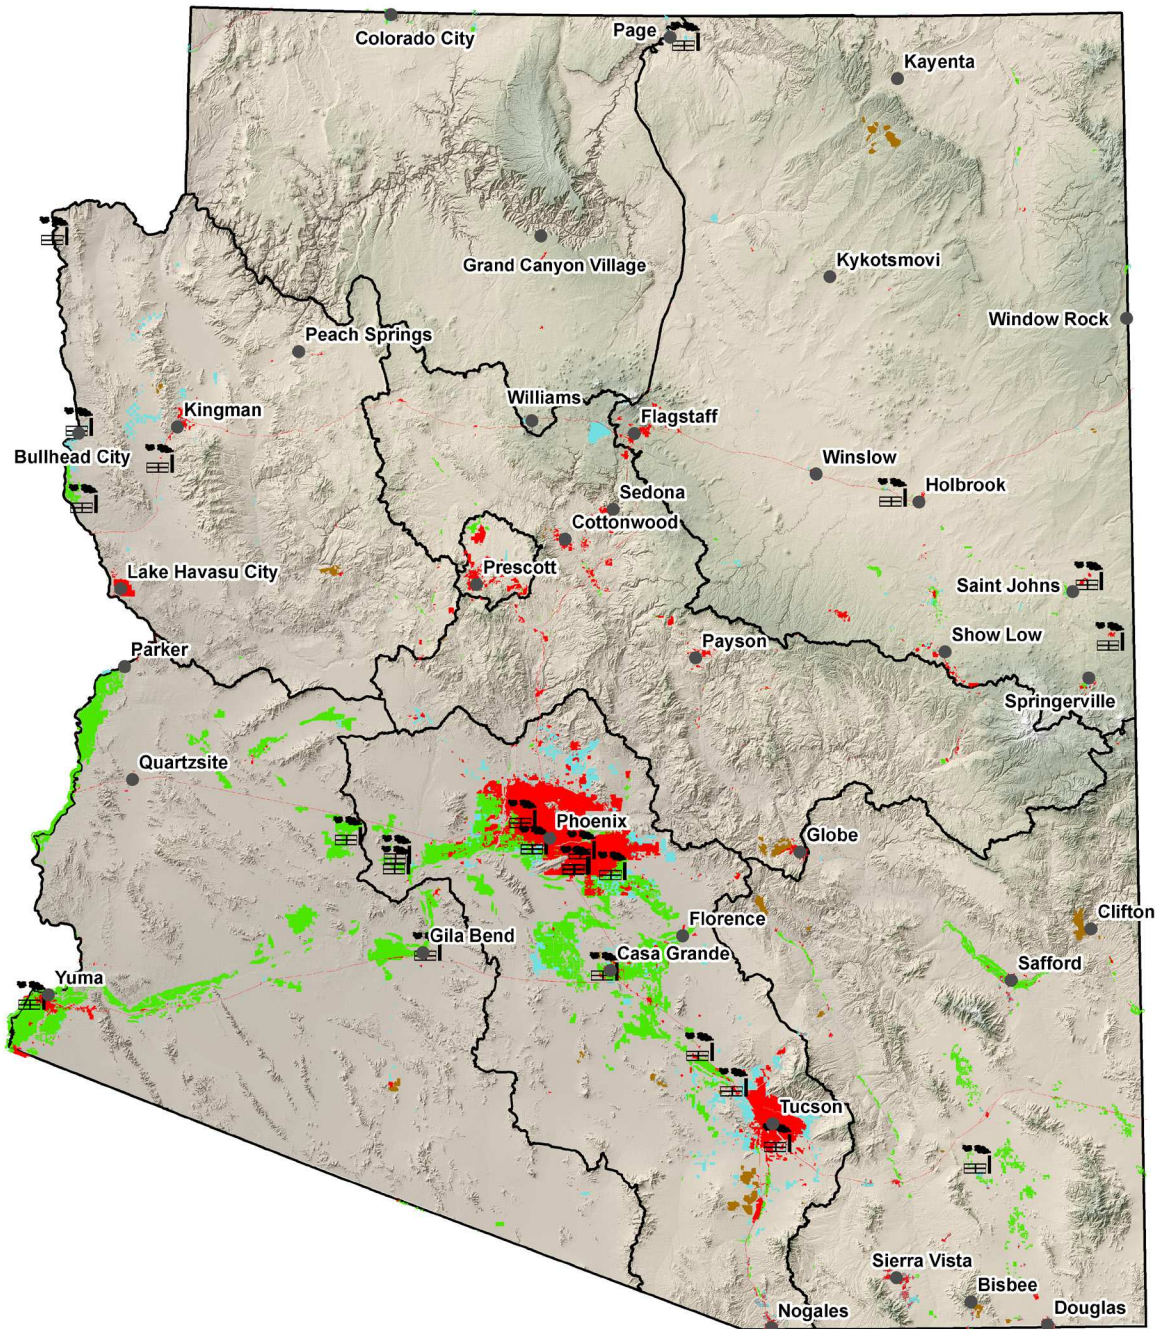 Colorado City
Page
Kayenta
Grand Canyon Village
Kykotsmovi
Window Rock
Peach Springs
Williams
Kingman
Flagstaff
Bullhead City
Winslow
Holbrook
Sedona
Cottonwood
Lake Havasu City
Prescott
Saint Johns
Show Low
Parker
Payson
Springerville
Quartzsite
Phoenix
Globe
Clifton
Florence
Gila Bend
Casa Grande
Safford
Yuma
Tucson
Sierra Vista
Bisbee
Nogales
Douglas